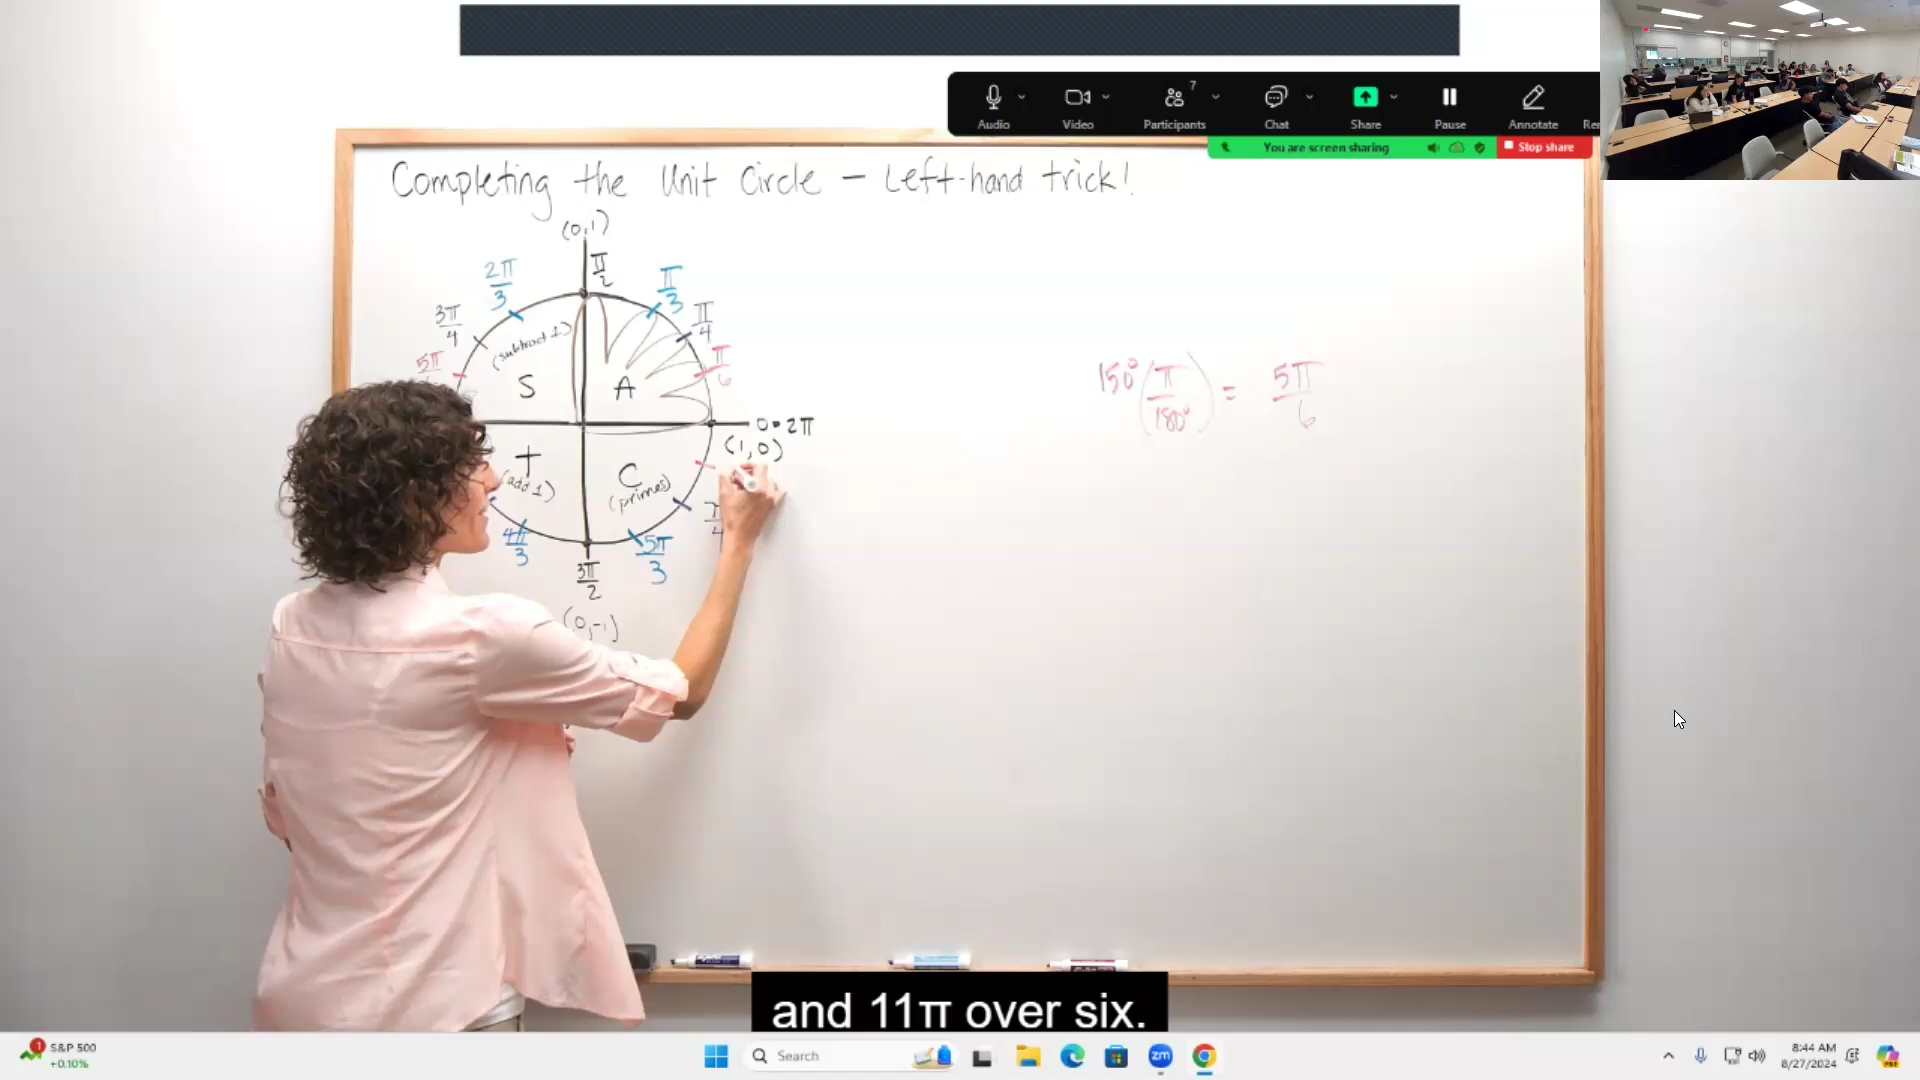 7
Audio
Video
Participants
Chat
Share
Pause
Annotate
You are screen sharing
Stop share
Completing the Unit Circle - Left-hand trick!
(0,1)
π/2
2π/3
π/3
3π/4
π/4
(subtract 1)
5π
π/6
S
A
150° (π/180°) = 5π/6
0=2π
(1,0)
T
(add 1)
C
(primes)
4π/3
5π/3
3π/2
(0,-1)
and 11π over six.
1
S&P 500
+0.10%
Search
zm
8:44 AM
8/27/2024